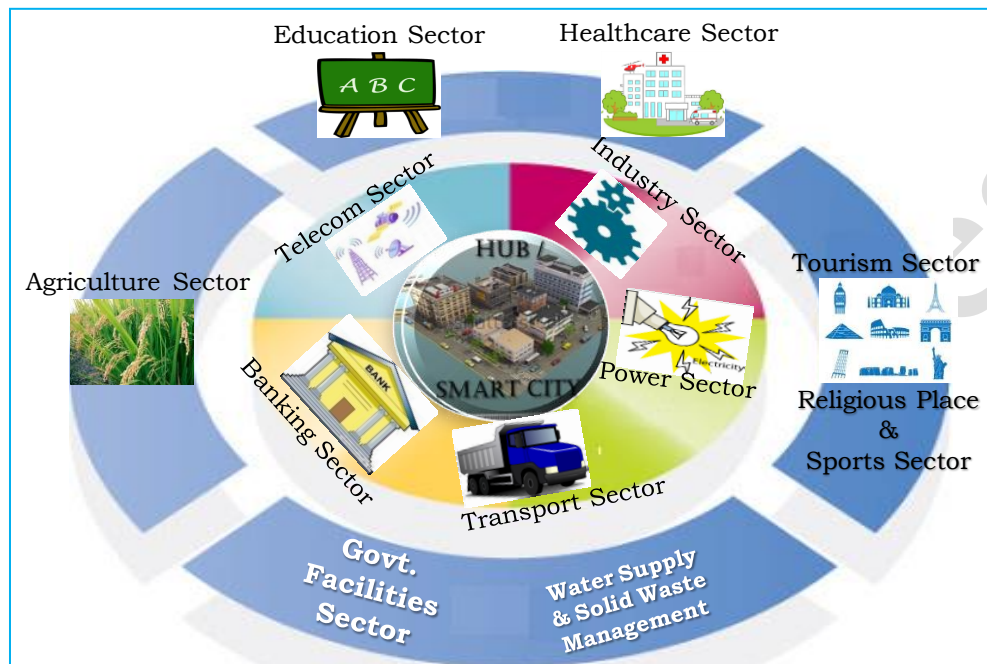 Education Sector
Healthcare Sector
A B C
Telecom Sector
Industry Sector
HUB /
Agriculture Sector
Tourism Sector
Electricity
BANK
SMART CITY
Power Sector
Banking Sector
Religious Place
&
Sports Sector
Transport Sector
Govt.
Facilities
Sector
Water Supply
& Solid Waste
Management